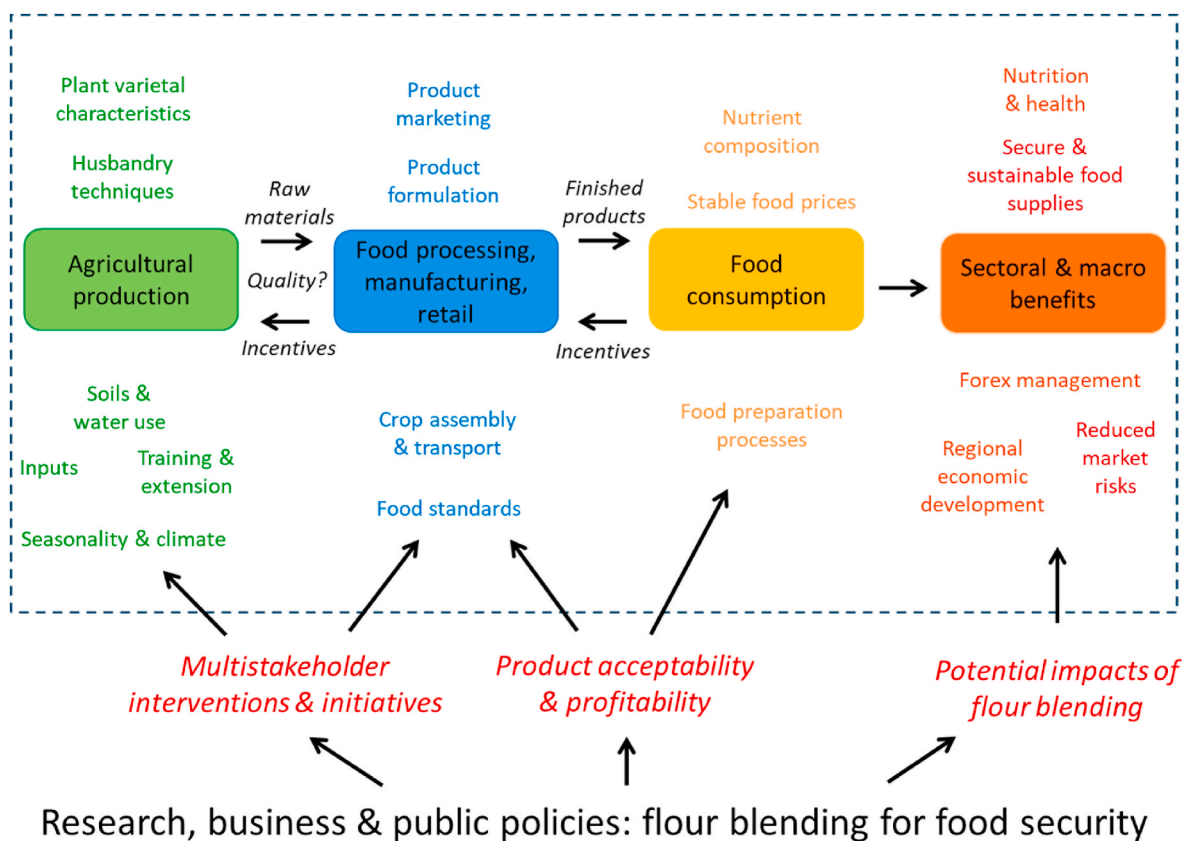 Plant varietal
characteristics
Husbandry
techniques
Agricultural
production
Soils &
water use
Inputs
Training &
extension
Seasonality & climate
Raw
materials
Quality?
Incentives
Product
marketing
Product
formulation
Food processing,
manufacturing,
retail
Crop assembly
& transport
Food standards
Finished
products
Incentives
Nutrient
composition
Stable food prices
Food
consumption
Food preparation
processes
Nutrition
& health
Secure &
sustainable food
supplies
Sectoral & macro
benefits
Forex management
Regional
economic
development
Reduced
market
risks
Multistakeholder
interventions & initiatives
Product acceptability
& profitability
Potential impacts of
flour blending
Research, business & public policies: flour blending for food security